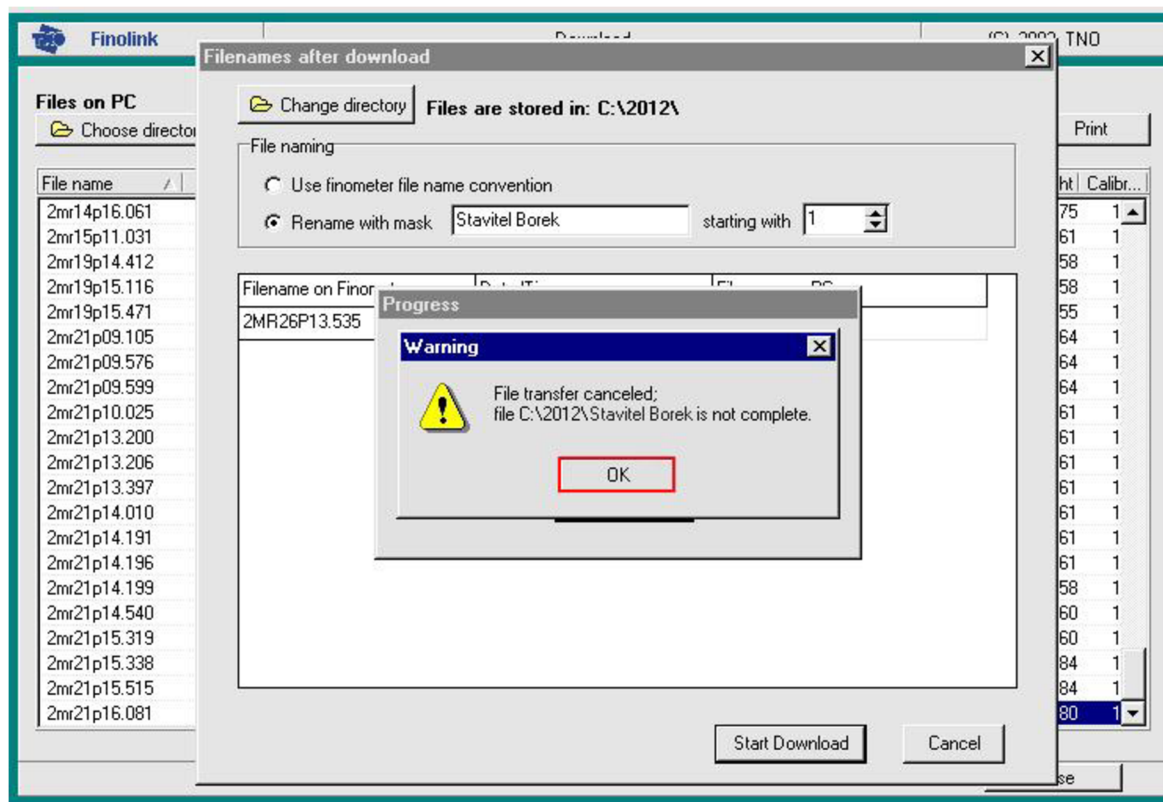 Finolink
(C) 2002 TNO
Filenames after download
Files on PC
Choose
Change directory
Files are stored in: C:\2012\
Print
File naming
Use finometer file name convention
Rename with mask
Stavitel Borek
starting with
1
File name
Calibr...
2mr14p16.061
75 1
2mr15p11.031
61 1
2mr19p14.412
58 1
2mr19p15.116
58 1
2mr19p15.471
55 1
2mr21p09.105
64 1
2mr21p09.576
64 1
2mr21p09.599
64 1
2mr21p10.025
61 1
2mr21p13.200
61 1
2mr21p13.206
61 1
2mr21p13.397
61 1
2mr21p14.010
61 1
2mr21p14.191
61 1
2mr21p14.196
61 1
2mr21p14.199
58 1
2mr21p14.540
60 1
2mr21p15.319
60 1
2mr21p15.338
84 1
2mr21p15.515
84 1
2mr21p16.081
80 1
Filename on
2MR26P13.535
Progress
Warning
File transfer canceled;
file C:\2012\Stavitel Borek is not complete.
OK
Start Download
Cancel